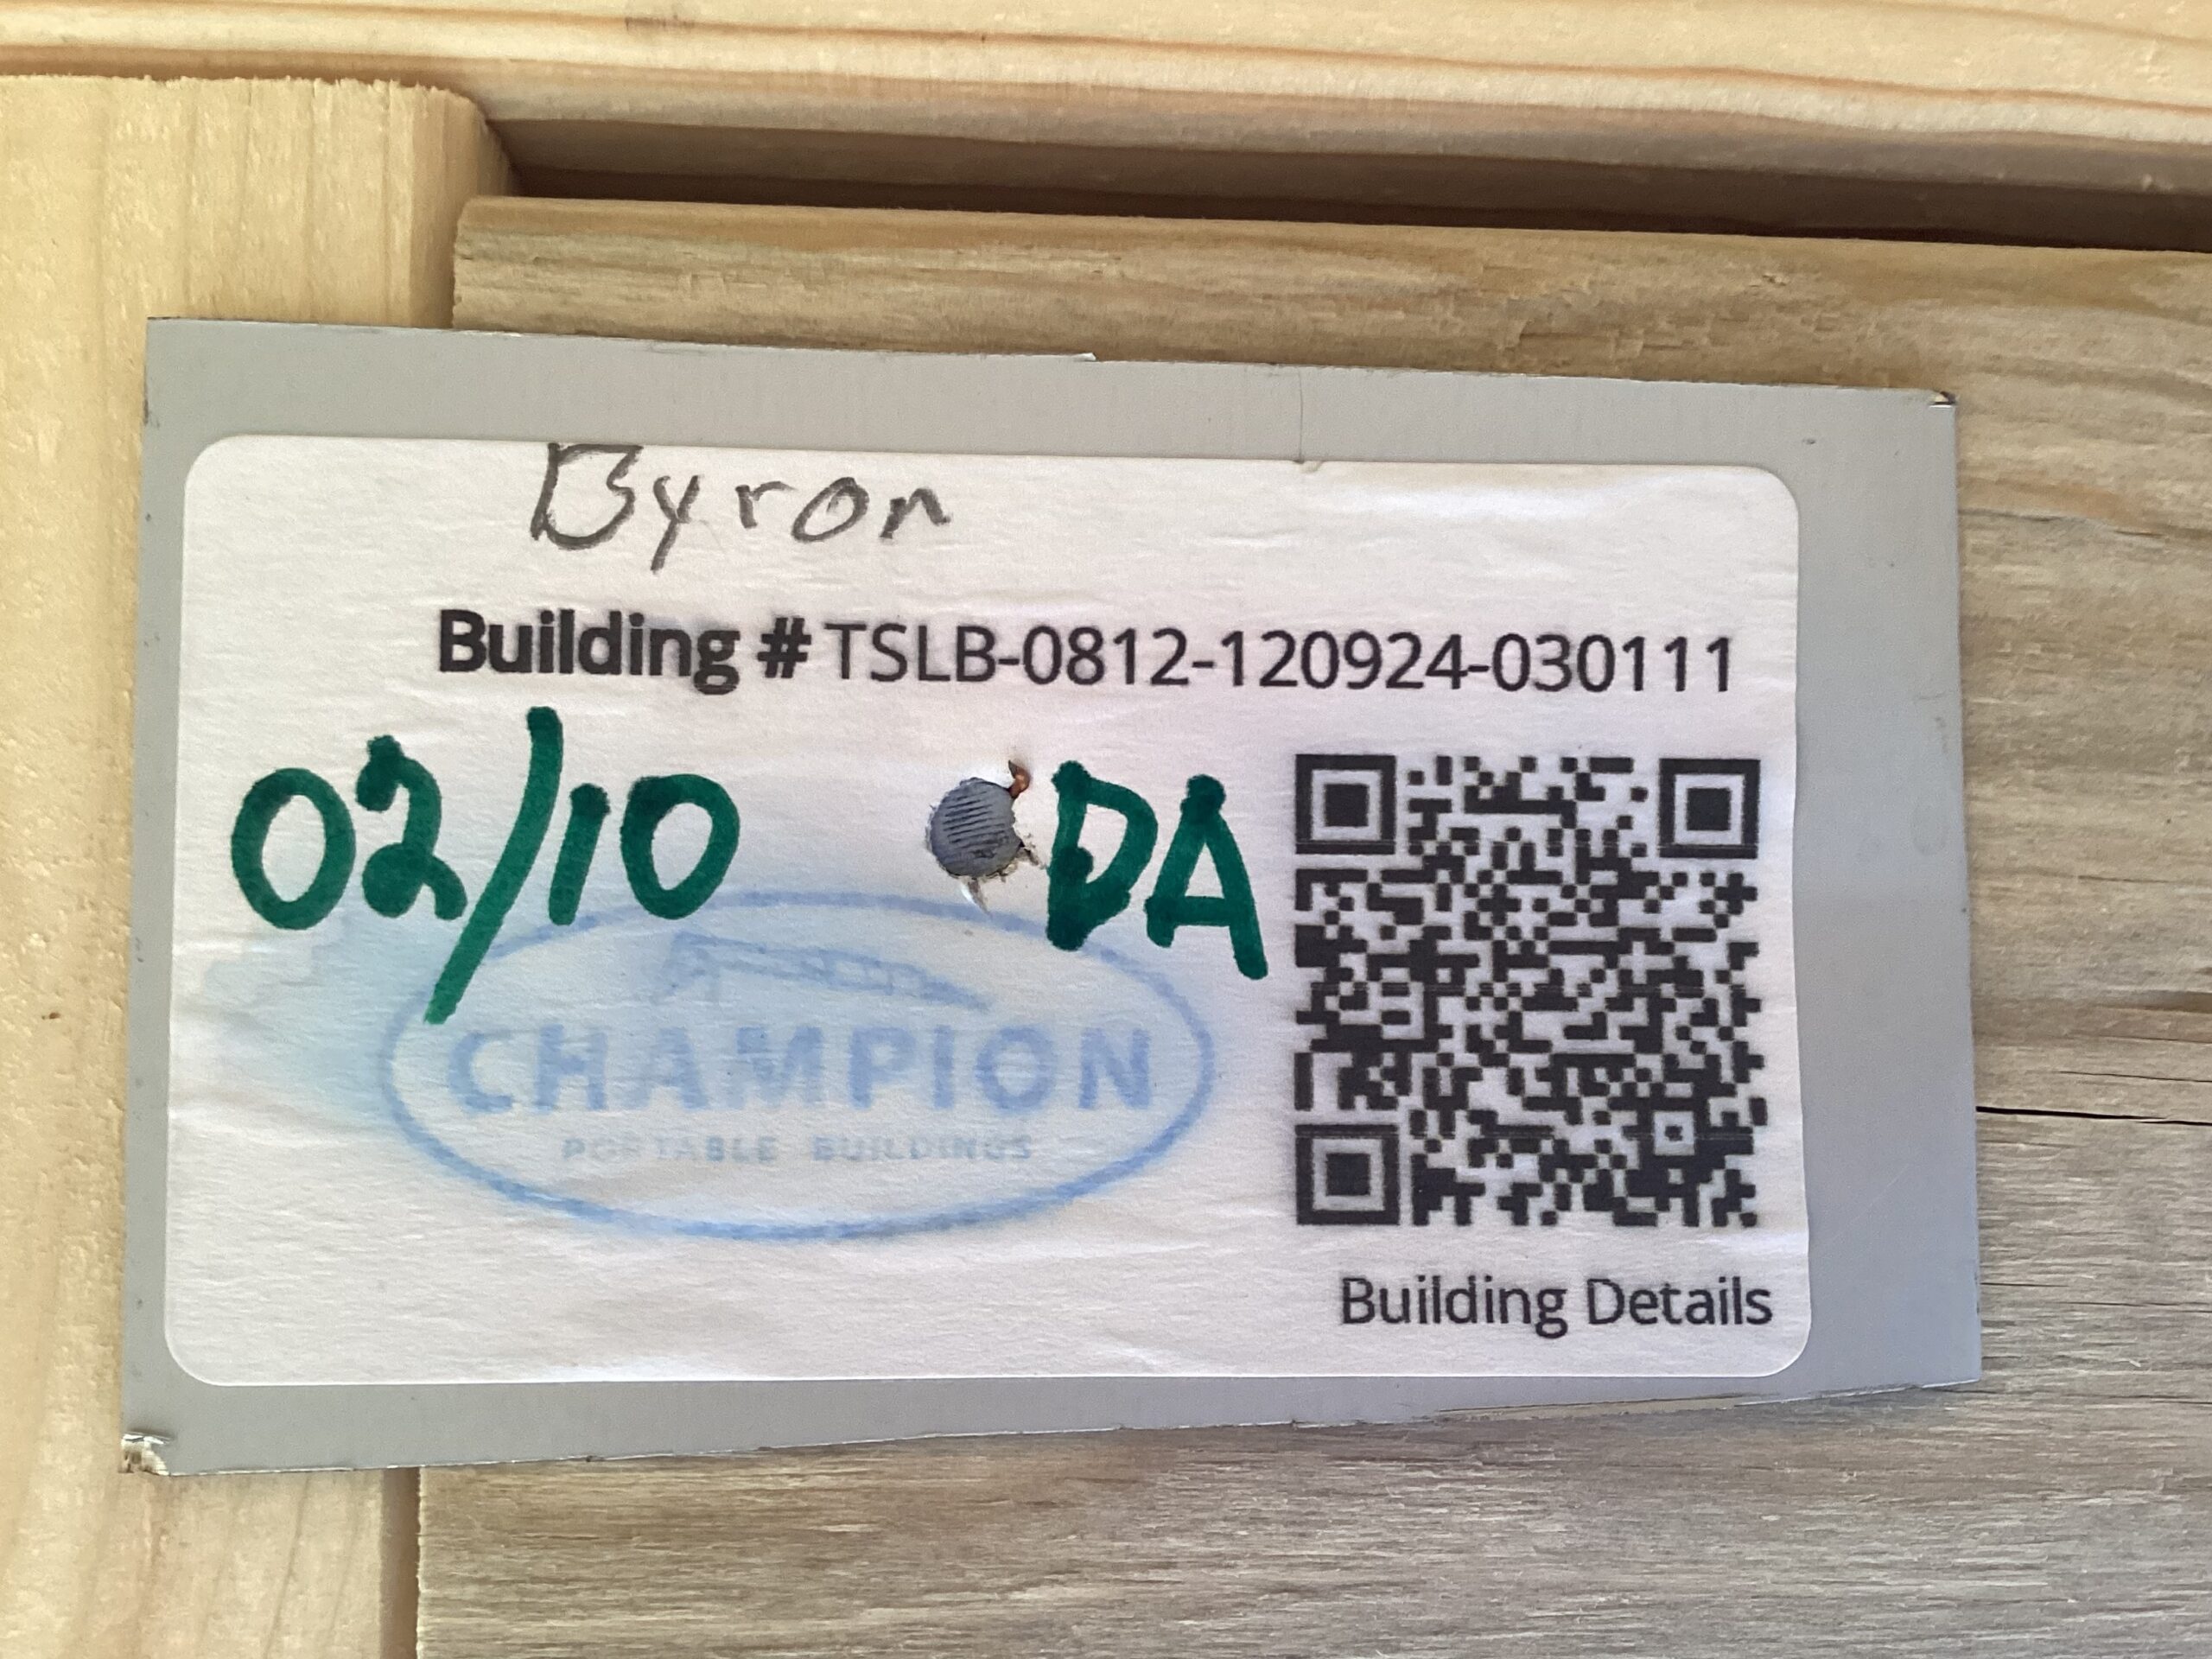 Byron
Building # TSLB-0812-120924-030111
02/10 DA
CHAMPION
PORTABLE BUILDINGS
Building Details